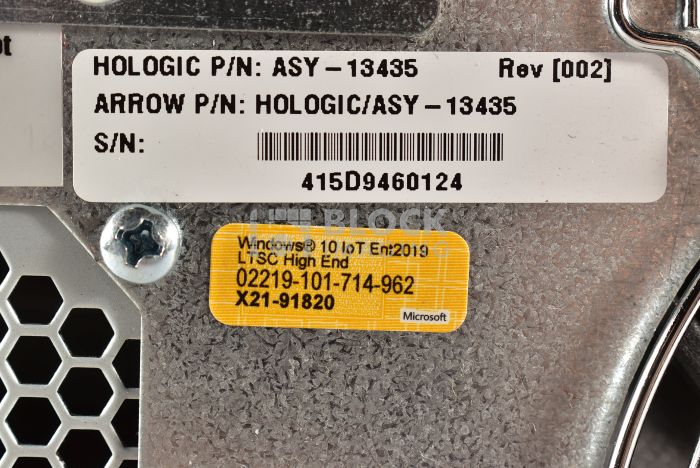 HOLOGIC P/N: ASY-13435 Rev [002]
ARROW P/N: HOLOGIC/ASY-13435
S/N:
415D9460124
BLOCK
Windows® 10 IoT Ent2019
LTSC High End
02219-101-714-962
X21-91820
Microsoft